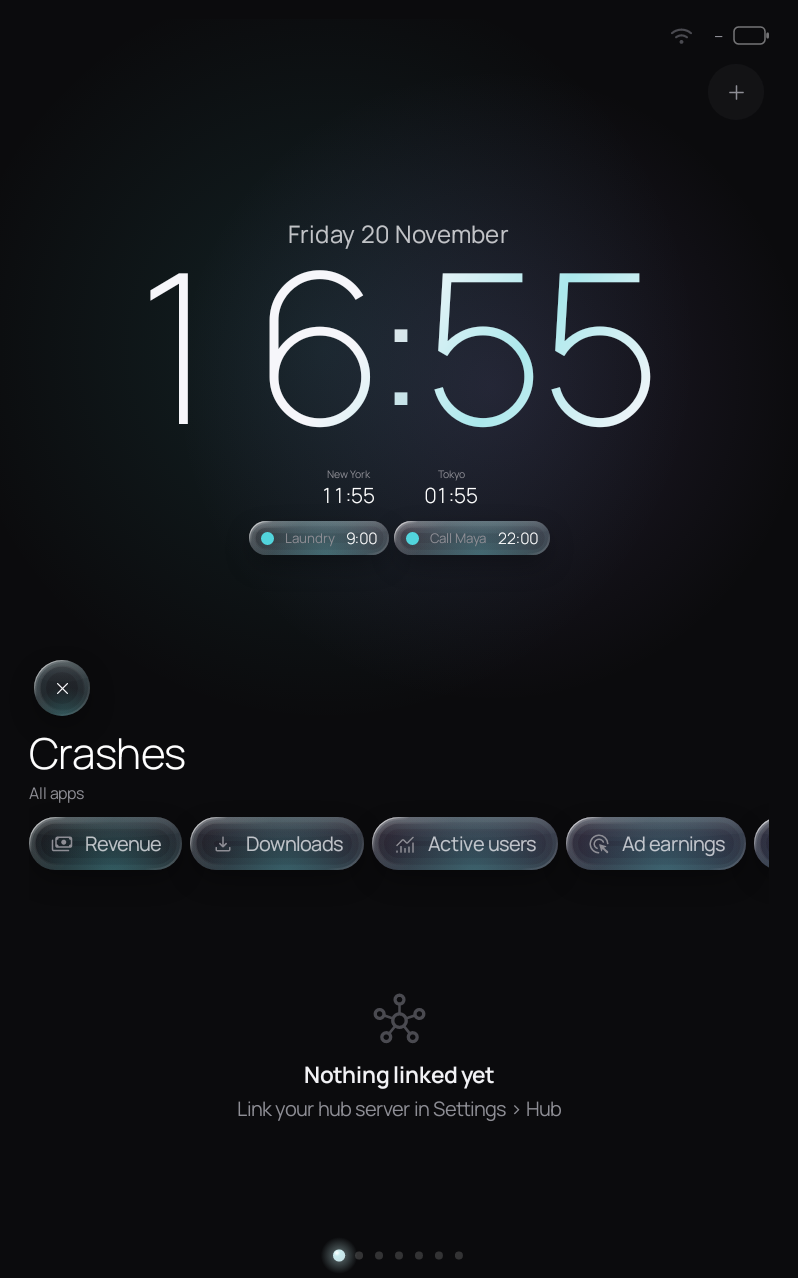 –
Friday 20 November
16:55
New York
Tokyo
11:55
01:55
Laundry 9:00
Call Maya 22:00
Crashes
All apps
Revenue
Downloads
Active users
Ad earnings
Nothing linked yet
Link your hub server in Settings › Hub